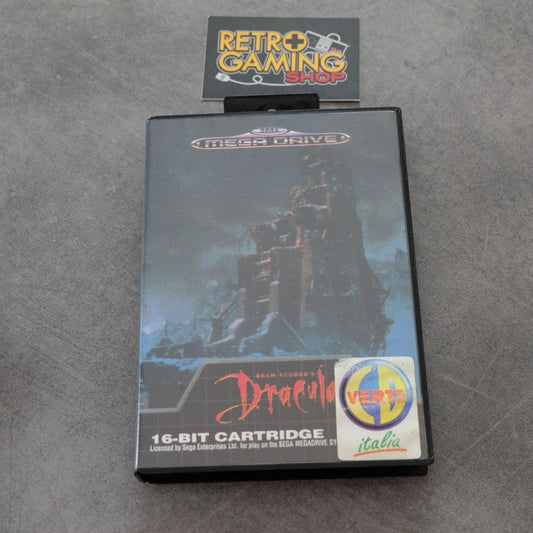 RETRO
GAMING
SHOP
SEGA
MEGA DRIVE
BRAM STOKER'S
Dracula
16-BIT CARTRIDGE
Licensed by Sega Enterprises Ltd. for play on the SEGA MEGADRIVE SY
VERTE
italia